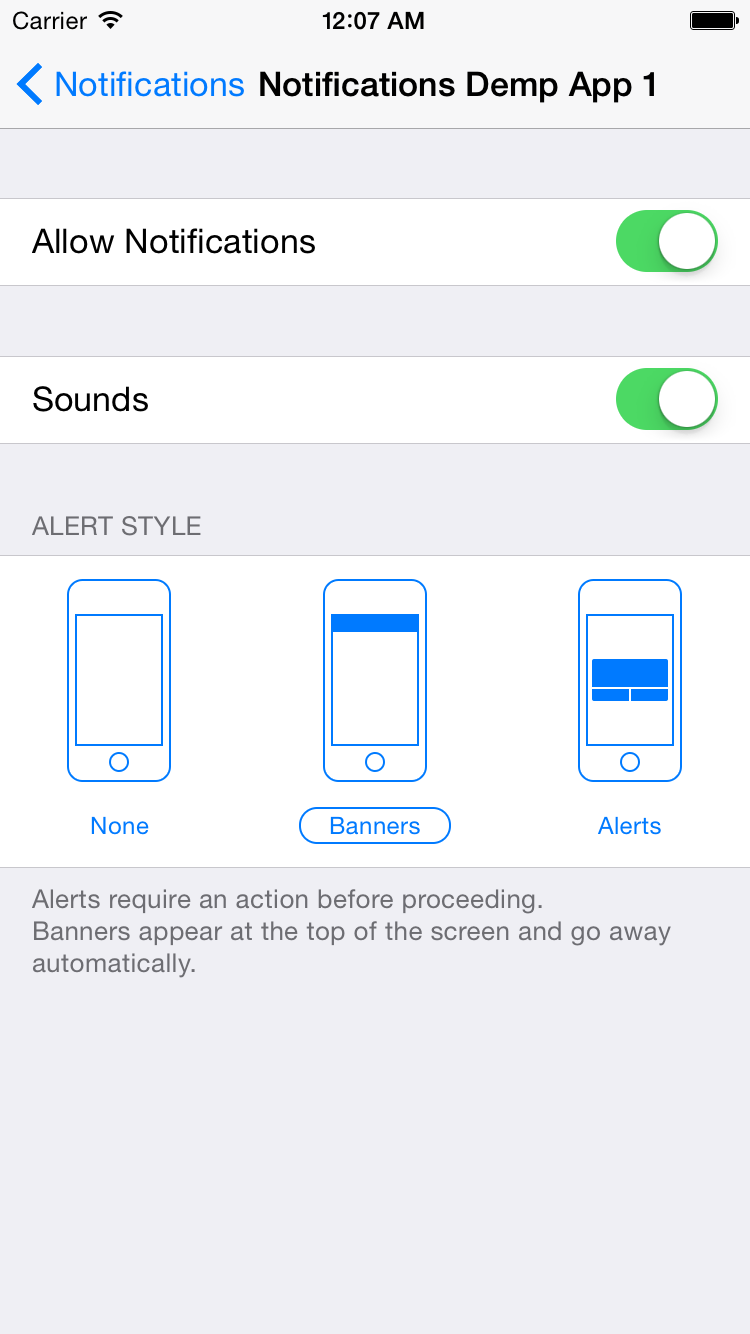 Carrier 12:07 AM
Notifications Notifications Demp App 1
Allow Notifications
Sounds
ALERT STYLE
None Banners Alerts
Alerts require an action before proceeding.
Banners appear at the top of the screen and go away
automatically.